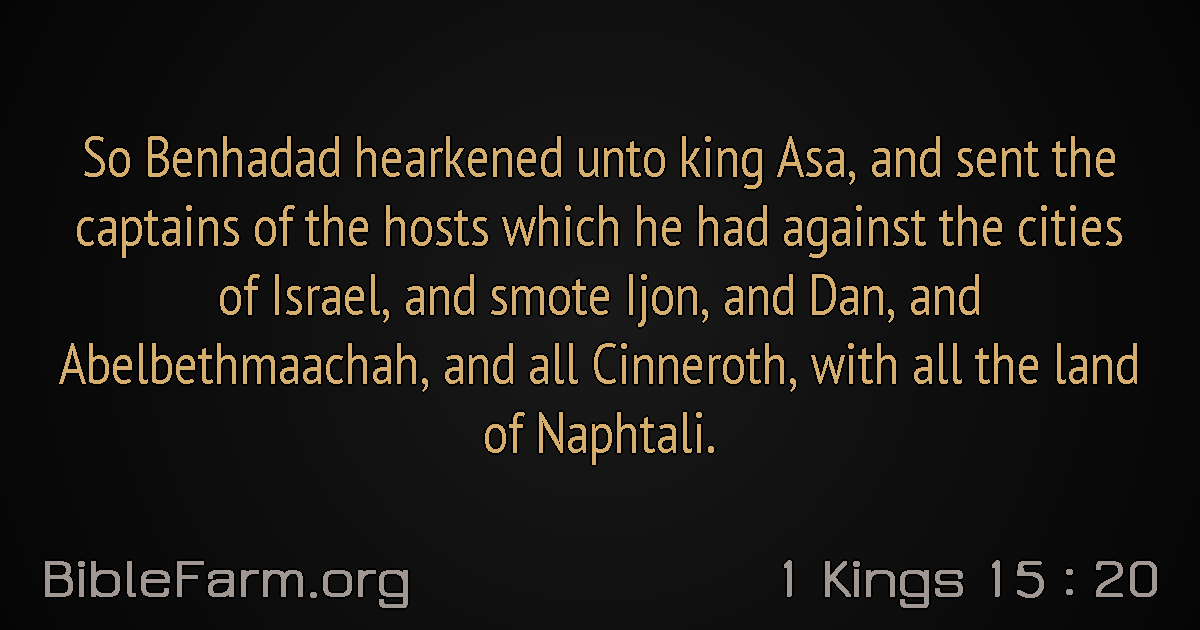 So Benhadad hearkened unto king Asa, and sent the
captains of the hosts which he had against the cities
of Israel, and smote Ijon, and Dan, and
Abelbethmaachah, and all Cinneroth, with all the land
of Naphtali.
BibleFarm.org
1 Kings 15 : 20